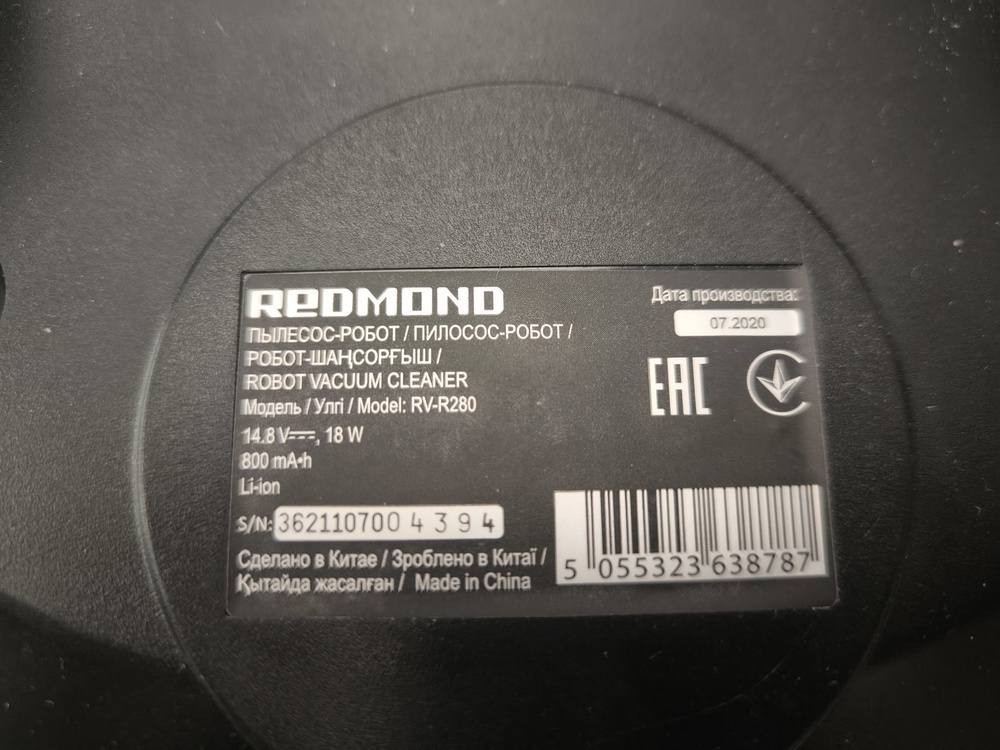 REDMOND
ПЫЛЕСОС-РОБОТ / ПИЛОСОС-РОБОТ /
РОБОТ-ШАҢСОРҒЫШ /
ROBOT VACUUM CLEANER
Модель / Улгі / Model: RV-R280
14.8 V⎓, 18 W
800 mA•h
Li-ion
S/N: 362110700 4 3 9 4
Сделано в Китае / Зроблено в Китаї /
Қытайда жасалған / Made in China
Дата производства:
07.2020
EAC
5 055323 638787